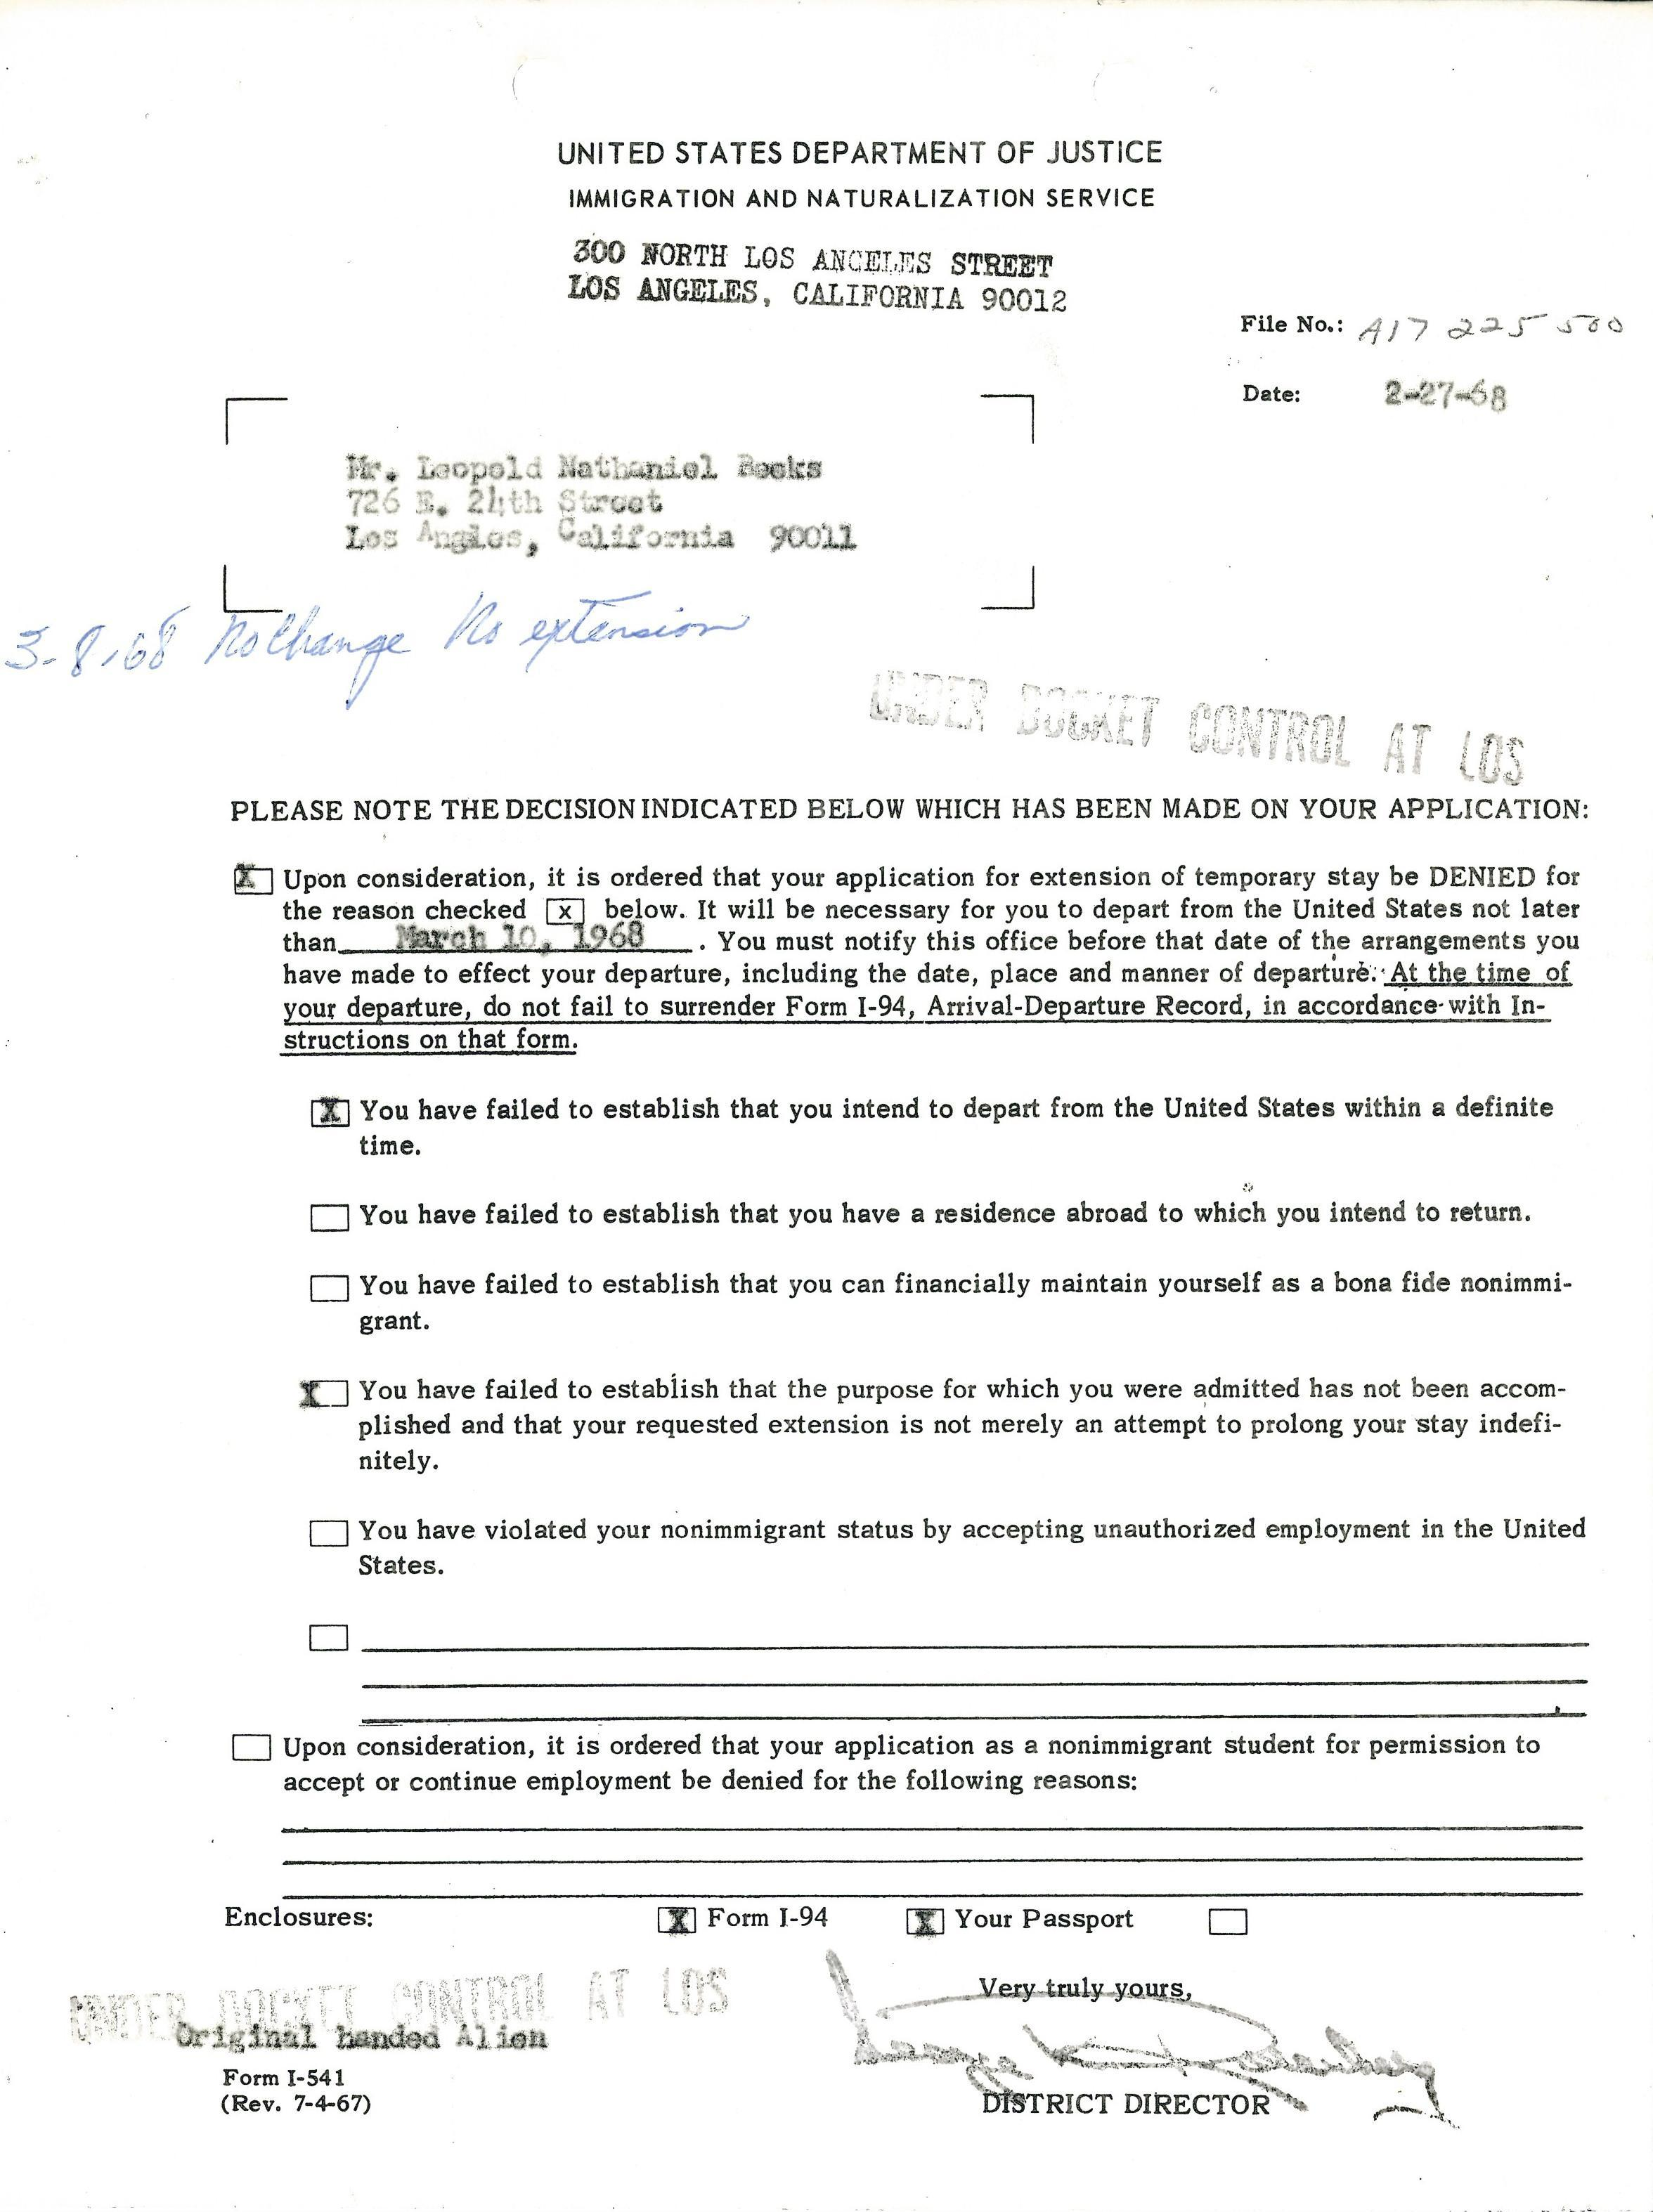 UNITED STATES DEPARTMENT OF JUSTICE
IMMIGRATION AND NATURALIZATION SERVICE
300 NORTH LOS ANGELES STREET
LOS ANGELES, CALIFORNIA 90012
File No.: A17 225 500
Date: 2-27-68
Mr. Leopold Nathaniel Rocks
726 E. 24th Street
Los Angles, California 90011
3-8-68 No Change No extension
UNDER DOCKET CONTROL AT LOS
PLEASE NOTE THE DECISION INDICATED BELOW WHICH HAS BEEN MADE ON YOUR APPLICATION:
X Upon consideration, it is ordered that your application for extension of temporary stay be DENIED for
the reason checked x below. It will be necessary for you to depart from the United States not later
than March 10, 1968. You must notify this office before that date of the arrangements you
have made to effect your departure, including the date, place and manner of departure. At the time of
your departure, do not fail to surrender Form I-94, Arrival-Departure Record, in accordance with In-
structions on that form.
X You have failed to establish that you intend to depart from the United States within a definite
time.
You have failed to establish that you have a residence abroad to which you intend to return.
You have failed to establish that you can financially maintain yourself as a bona fide nonimmi-
grant.
X You have failed to establish that the purpose for which you were admitted has not been accom-
plished and that your requested extension is not merely an attempt to prolong your stay indefi-
nitely.
You have violated your nonimmigrant status by accepting unauthorized employment in the United
States.
Upon consideration, it is ordered that your application as a nonimmigrant student for permission to
accept or continue employment be denied for the following reasons:
Enclosures: X Form I-94 X Your Passport
Very truly yours,
UNDER DOCKET CONTROL AT LOS
Original handed Alien
Form I-541
(Rev. 7-4-67)
DISTRICT DIRECTOR